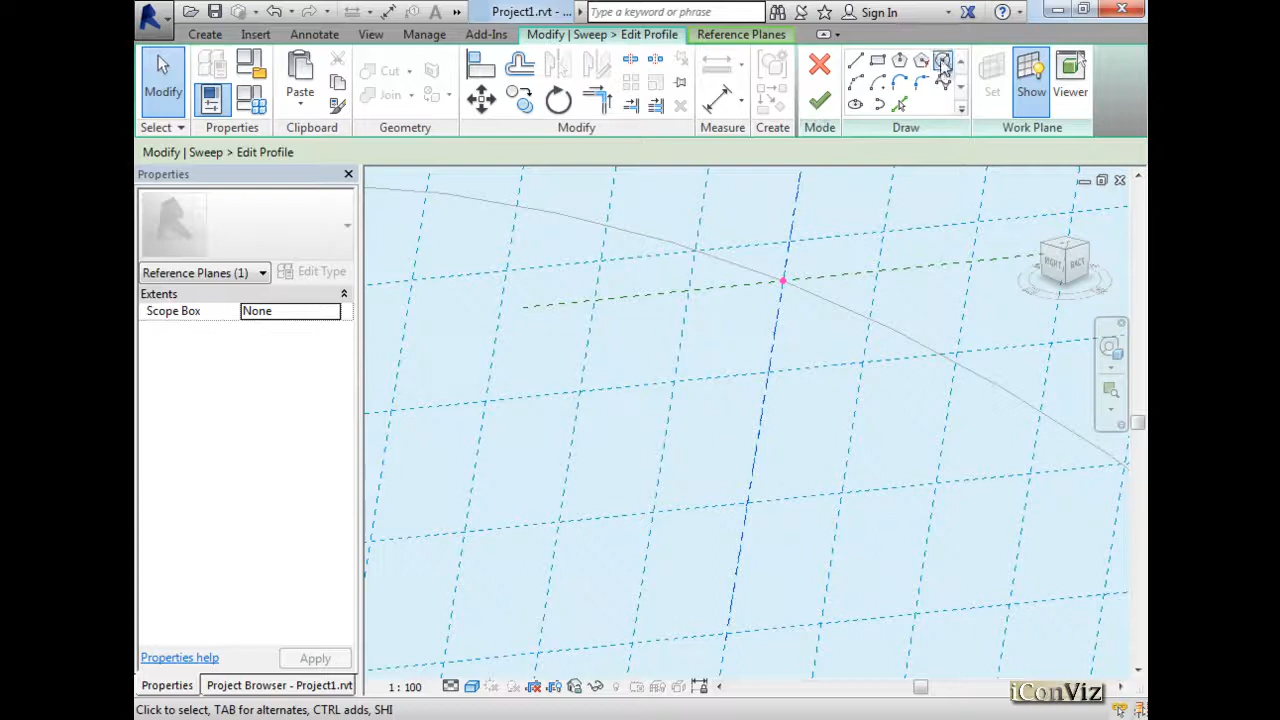 Project1.rvt - ...
Type a keyword or phrase
Sign In
Create
Insert
Annotate
View
Manage
Add-Ins
Modify | Sweep > Edit Profile
Reference Planes
Modify
Paste
Cut
Join
Set
Show
Viewer
Select
Properties
Clipboard
Geometry
Modify
Measure
Create
Mode
Draw
Work Plane
Modify | Sweep > Edit Profile
Properties
Reference Planes (1)
Edit Type
Extents
Scope Box
None
RIGHT
BACK
Properties help
Apply
Properties
Project Browser - Project1.rvt
1 : 100
iConViz
Click to select, TAB for alternates, CTRL adds, SHI